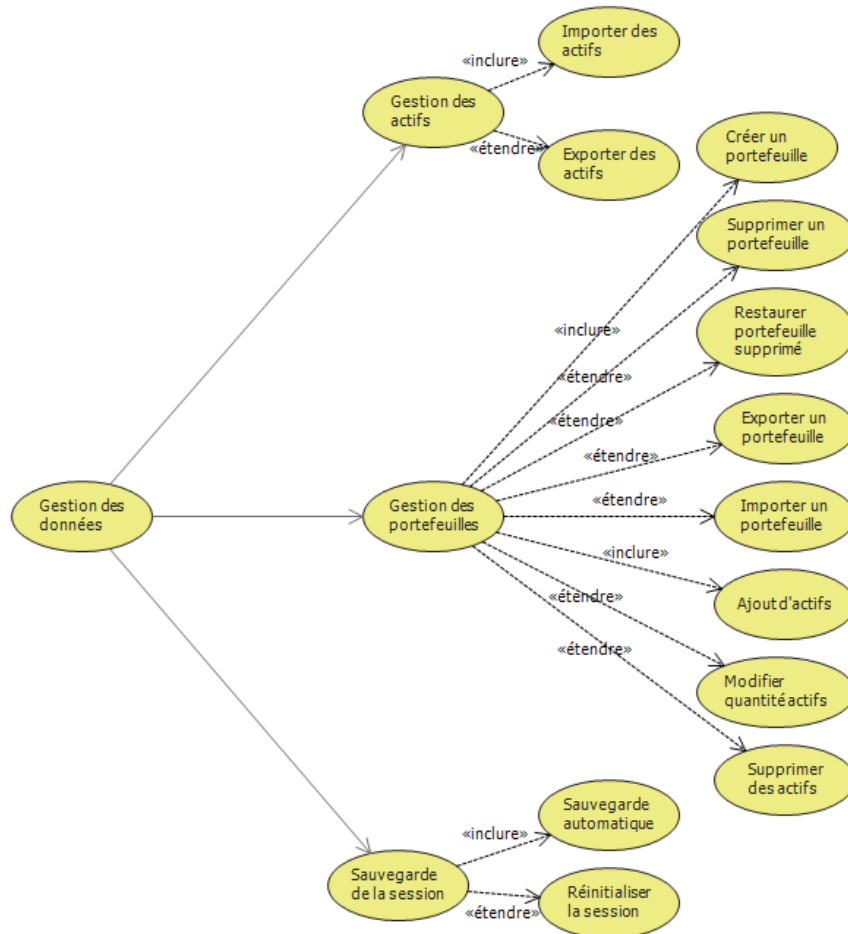 Importer des
actifs
«inclure»
Gestion des
actifs
«étendre»
Exporter des
actifs
Créer un
portefeuille
Supprimer un
portefeuille
Restaurer
portefeuille
supprimé
«inclure»
«étendre»
«étendre»
Exporter un
portefeuille
«étendre»
Gestion des
données
Gestion des
portefeuilles
«étendre»
Importer un
portefeuille
«inclure»
Ajout d'actifs
«étendre»
«étendre»
Modifier
quantité actifs
Supprimer
des actifs
Sauvegarde
automatique
«inclure»
Sauvegarde
de la session
«étendre»
Réinitialiser
la session